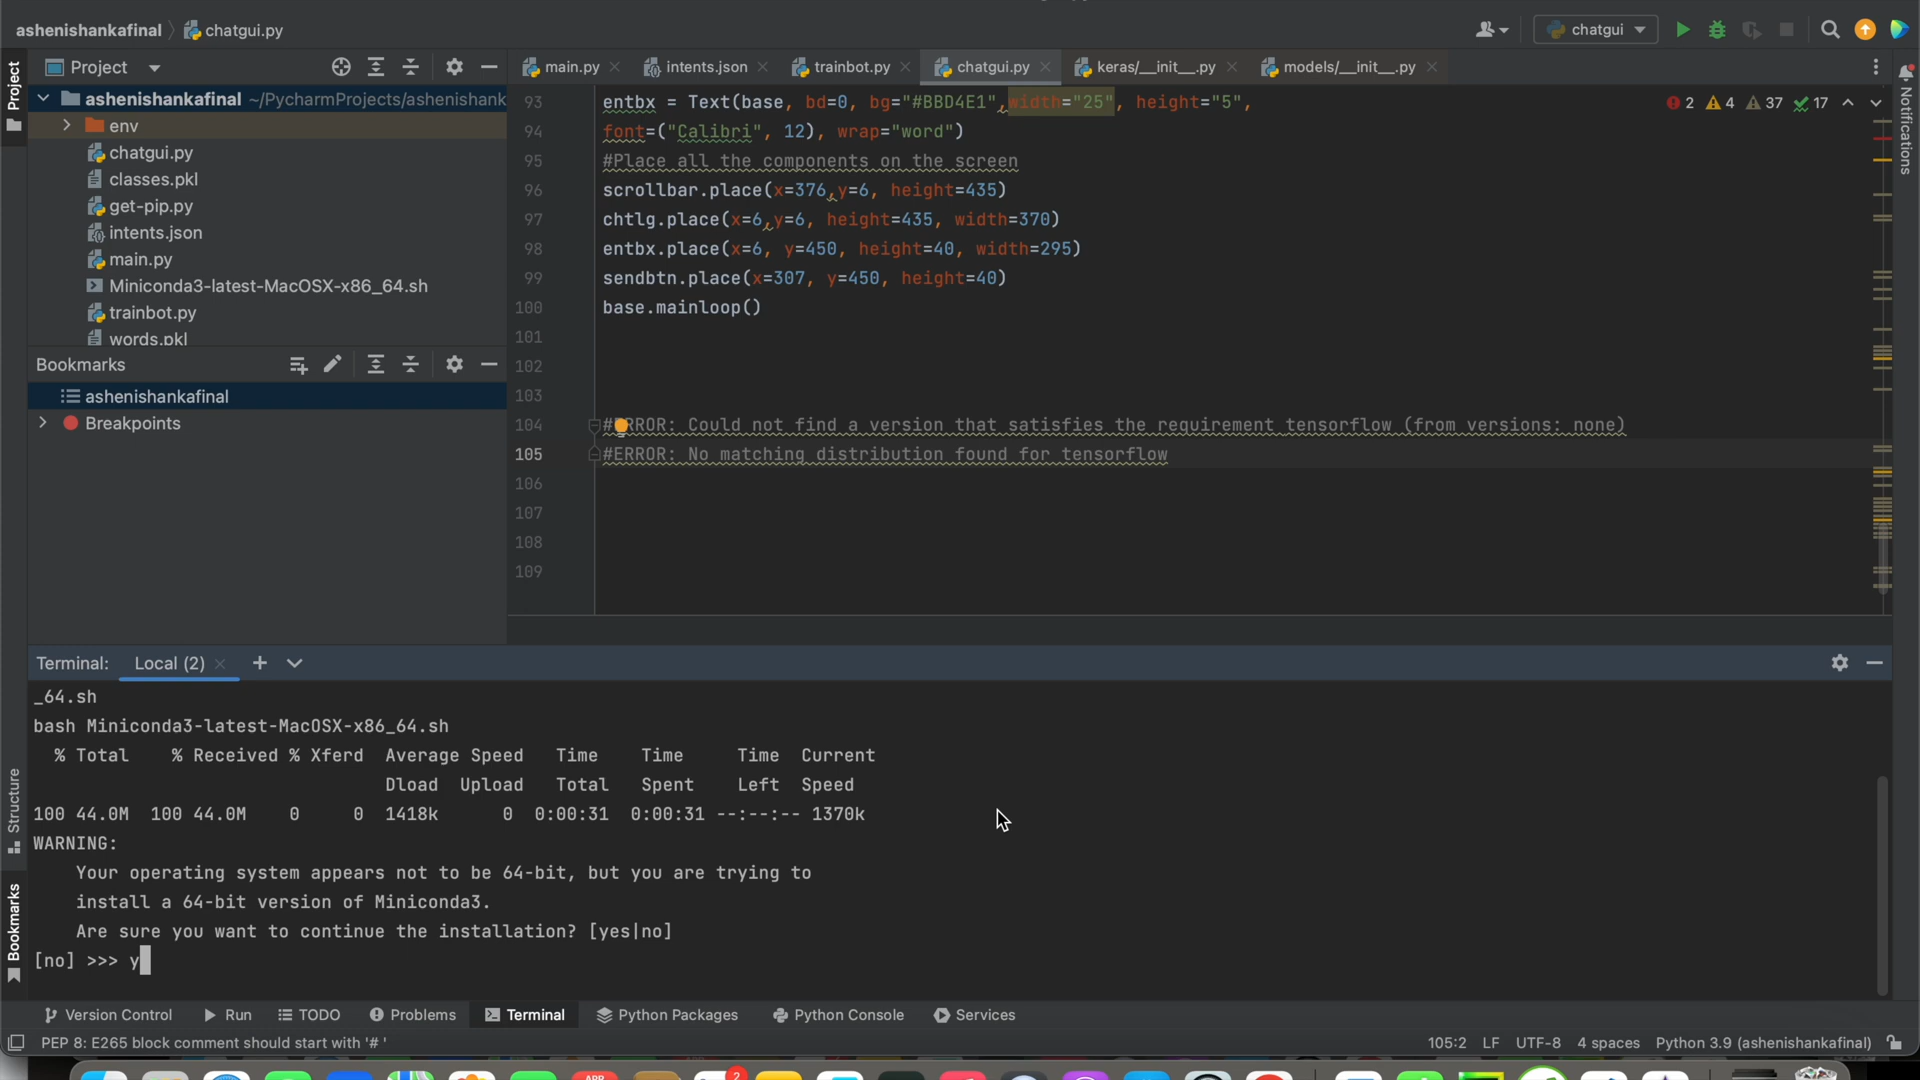 ashenishankafinal
chatgui.py
chatgui
Project
Project
ashenishankafinal ~/PycharmProjects/ashenishank
env
chatgui.py
classes.pkl
get-pip.py
intents.json
main.py
Miniconda3-latest-MacOSX-x86_64.sh
trainbot.py
words.pkl
Bookmarks
ashenishankafinal
Breakpoints
main.py
intents.json
trainbot.py
chatgui.py
keras/__init__.py
models/__init__.py
2 4 37 17
Notifications
93 entbx = Text(base, bd=0, bg="#BBD4E1",width="25", height="5",
94 font=("Calibri", 12), wrap="word")
95 #Place all the components on the screen
96 scrollbar.place(x=376,y=6, height=435)
97 chtlg.place(x=6,y=6, height=435, width=370)
98 entbx.place(x=6, y=450, height=40, width=295)
99 sendbtn.place(x=307, y=450, height=40)
100 base.mainloop()
101
102
103
104 #ERROR: Could not find a version that satisfies the requirement tensorflow (from versions: none)
105 #ERROR: No matching distribution found for tensorflow
106
107
108
109
Terminal: Local (2)
_64.sh
bash Miniconda3-latest-MacOSX-x86_64.sh
% Total % Received % Xferd Average Speed Time Time Time Current
Dload Upload Total Spent Left Speed
100 44.0M 100 44.0M 0 0 1418k 0 0:00:31 0:00:31 --:--:-- 1370k
WARNING:
Your operating system appears not to be 64-bit, but you are trying to
install a 64-bit version of Miniconda3.
Are sure you want to continue the installation? [yes|no]
[no] >>> y
Structure
Bookmarks
Version Control
Run
TODO
Problems
Terminal
Python Packages
Python Console
Services
PEP 8: E265 block comment should start with '# '
105:2 LF UTF-8 4 spaces Python 3.9 (ashenishankafinal)
APR
2